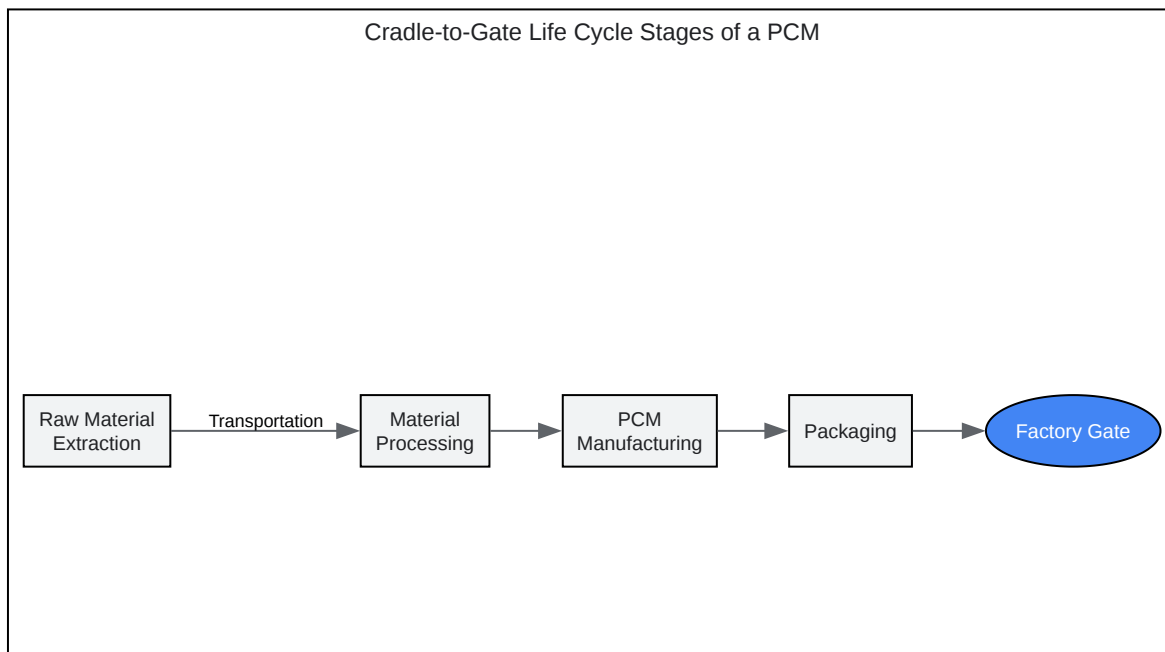 Cradle-to-Gate Life Cycle Stages of a PCM
Raw Material
Extraction
Transportation
Material
Processing
PCM
Manufacturing
Packaging
Factory Gate